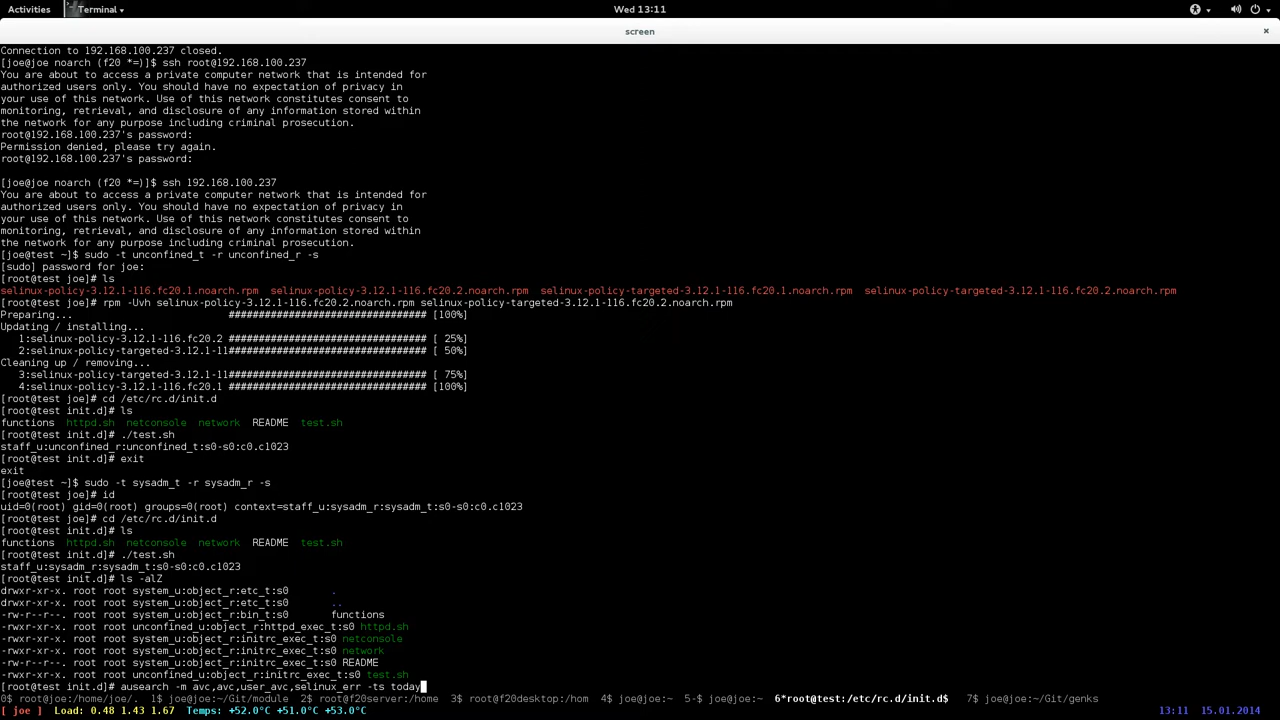 Activities Terminal Wed 13:11
screen ×
Connection to 192.168.100.237 closed.
[joe@joe noarch (f20 *=)]$ ssh root@192.168.100.237
You are about to access a private computer network that is intended for
authorized users only. You should have no expectation of privacy in
your use of this network. Use of this network constitutes consent to
monitoring, retrieval, and disclosure of any information stored within
the network for any purpose including criminal prosecution.
root@192.168.100.237's password:
Permission denied, please try again.
root@192.168.100.237's password:
[joe@joe noarch (f20 *=)]$ ssh 192.168.100.237
You are about to access a private computer network that is intended for
authorized users only. You should have no expectation of privacy in
your use of this network. Use of this network constitutes consent to
monitoring, retrieval, and disclosure of any information stored within
the network for any purpose including criminal prosecution.
[joe@test ~]$ sudo -t unconfined_t -r unconfined_r -s
[sudo] password for joe:
[root@test joe]# ls
selinux-policy-3.12.1-116.fc20.1.noarch.rpm selinux-policy-3.12.1-116.fc20.2.noarch.rpm selinux-policy-targeted-3.12.1-116.fc20.1.noarch.rpm selinux-policy-targeted-3.12.1-116.fc20.2.noarch.rpm
[root@test joe]# rpm -Uvh selinux-policy-3.12.1-116.fc20.2.noarch.rpm selinux-policy-targeted-3.12.1-116.fc20.2.noarch.rpm
Preparing... ################################# [100%]
Updating / installing...
1:selinux-policy-3.12.1-116.fc20.2 ################################# [ 25%]
2:selinux-policy-targeted-3.12.1-11################################# [ 50%]
Cleaning up / removing...
3:selinux-policy-targeted-3.12.1-11################################# [ 75%]
4:selinux-policy-3.12.1-116.fc20.1 ################################# [100%]
[root@test joe]# cd /etc/rc.d/init.d
[root@test init.d]# ls
functions httpd.sh netconsole network README test.sh
[root@test init.d]# ./test.sh
staff_u:unconfined_r:unconfined_t:s0-s0:c0.c1023
[root@test init.d]# exit
exit
[joe@test ~]$ sudo -t sysadm_t -r sysadm_r -s
[root@test joe]# id
uid=0(root) gid=0(root) groups=0(root) context=staff_u:sysadm_r:sysadm_t:s0-s0:c0.c1023
[root@test joe]# cd /etc/rc.d/init.d
[root@test init.d]# ls
functions httpd.sh netconsole network README test.sh
[root@test init.d]# ./test.sh
staff_u:sysadm_r:sysadm_t:s0-s0:c0.c1023
[root@test init.d]# ls -alZ
drwxr-xr-x. root root system_u:object_r:etc_t:s0 .
drwxr-xr-x. root root system_u:object_r:etc_t:s0 ..
-rw-r--r--. root root system_u:object_r:bin_t:s0 functions
-rwxr-xr-x. root root unconfined_u:object_r:httpd_exec_t:s0 httpd.sh
-rwxr-xr-x. root root system_u:object_r:initrc_exec_t:s0 netconsole
-rwxr-xr-x. root root system_u:object_r:initrc_exec_t:s0 network
-rw-r--r--. root root system_u:object_r:initrc_exec_t:s0 README
-rwxr-xr-x. root root unconfined_u:object_r:initrc_exec_t:s0 test.sh
[root@test init.d]# ausearch -m avc,avc,user_avc,selinux_err -ts today
0$ root@joe:/home/joe/. 1$ joe@joe:~/Git/module 2$ root@f20server:/home 3$ root@f20desktop:/hom 4$ joe@joe:~ 5-$ joe@joe:~ 6*root@test:/etc/rc.d/init.d$ 7$ joe@joe:~/Git/genks
[ joe ] Load: 0.48 1.43 1.67 Temps: +52.0°C +51.0°C +53.0°C 13:11 15.01.2014